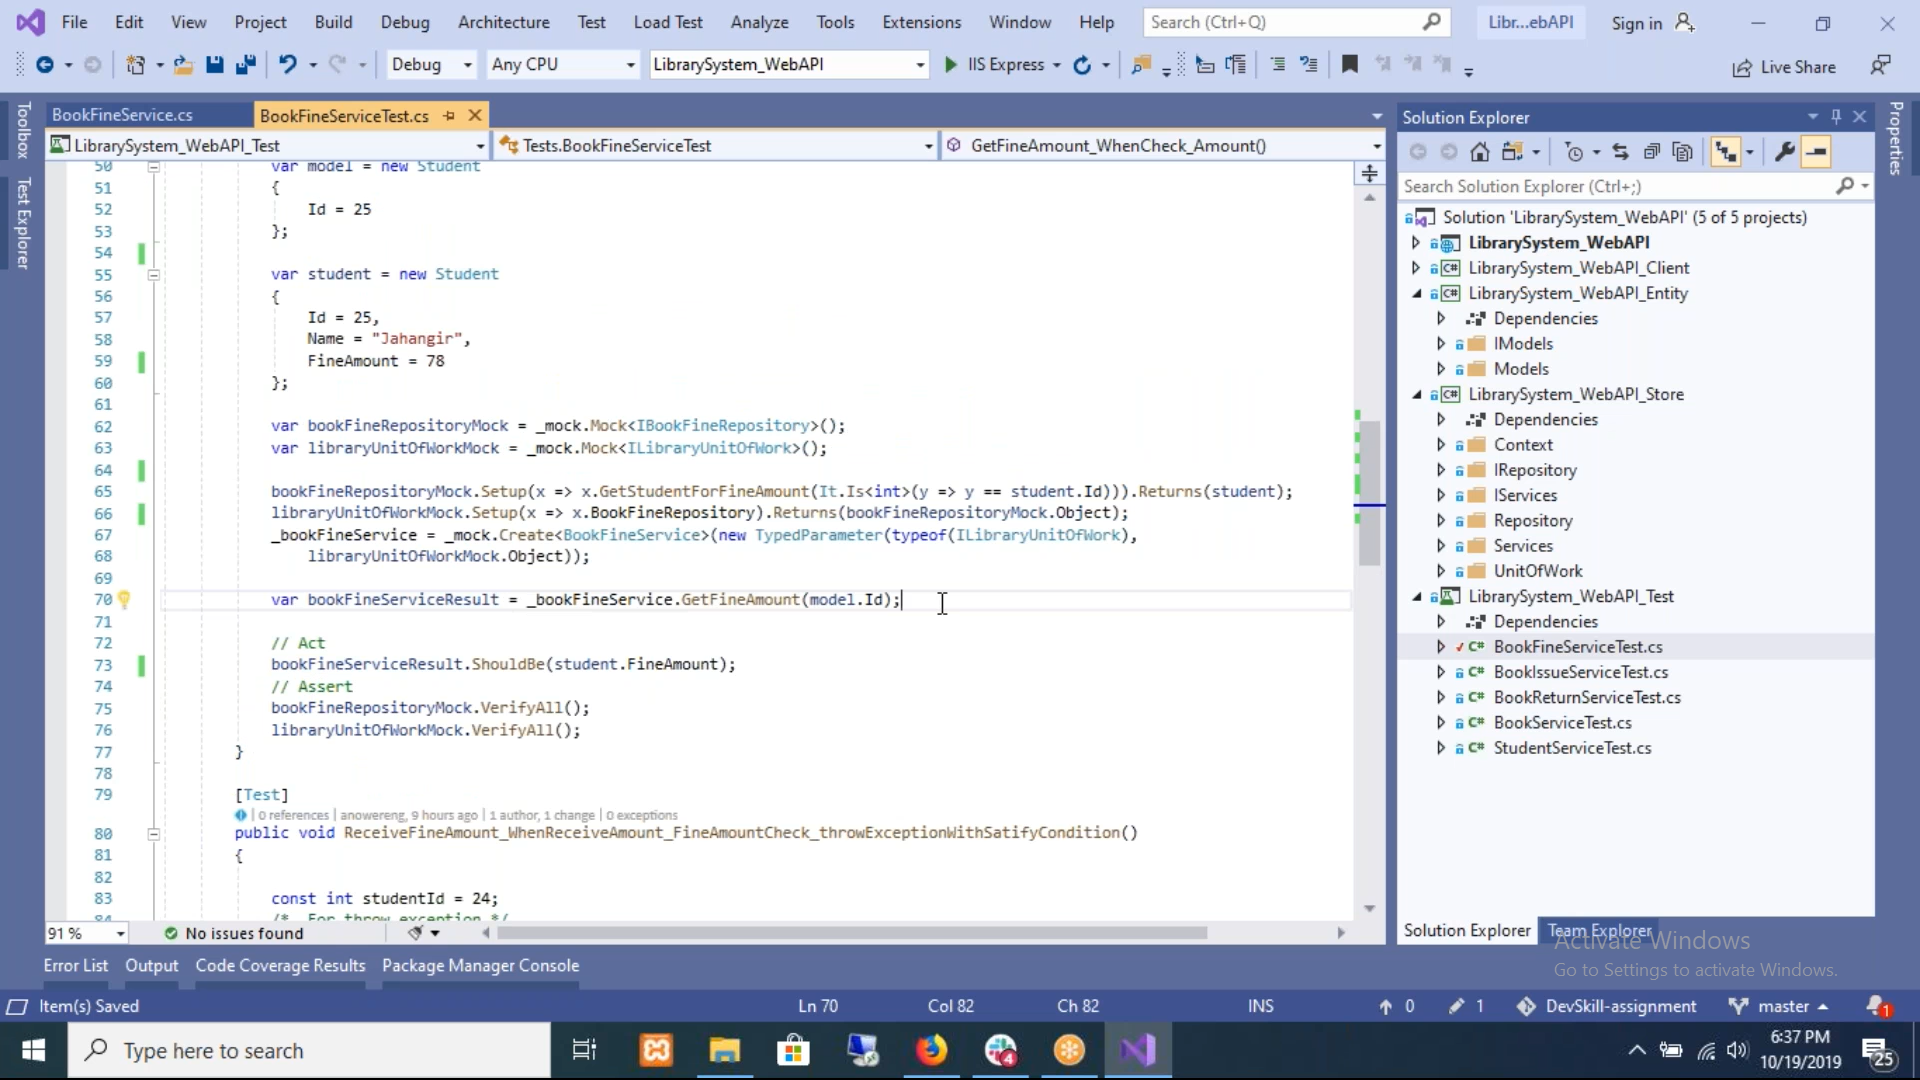 File Edit View Project Build Debug Architecture Test Load Test Analyze Tools Extensions Window Help Search (Ctrl+Q) Libr...ebAPI Sign in
Debug Any CPU LibrarySystem_WebAPI IIS Express Live Share
Toolbox
Test Explorer
BookFineService.cs BookFineServiceTest.cs
LibrarySystem_WebAPI_Test Tests.BookFineServiceTest GetFineAmount_WhenCheck_Amount()
50 var model = new Student
51 {
52 Id = 25
53 };
54
55 var student = new Student
56 {
57 Id = 25,
58 Name = "Jahangir",
59 FineAmount = 78
60 };
61
62 var bookFineRepositoryMock = _mock.Mock<IBookFineRepository>();
63 var libraryUnitOfWorkMock = _mock.Mock<ILibraryUnitOfWork>();
64
65 bookFineRepositoryMock.Setup(x => x.GetStudentForFineAmount(It.Is<int>(y => y == student.Id))).Returns(student);
66 libraryUnitOfWorkMock.Setup(x => x.BookFineRepository).Returns(bookFineRepositoryMock.Object);
67 _bookFineService = _mock.Create<BookFineService>(new TypedParameter(typeof(ILibraryUnitOfWork),
68 libraryUnitOfWorkMock.Object));
69
70 var bookFineServiceResult = _bookFineService.GetFineAmount(model.Id);
71
72 // Act
73 bookFineServiceResult.ShouldBe(student.FineAmount);
74 // Assert
75 bookFineRepositoryMock.VerifyAll();
76 libraryUnitOfWorkMock.VerifyAll();
77 }
78
79 [Test]
0 references | anowereng, 9 hours ago | 1 author, 1 change | 0 exceptions
80 public void ReceiveFineAmount_WhenReceiveAmount_FineAmountCheck_throwExceptionWithSatifyCondition()
81 {
82
83 const int studentId = 24;
84 /* For throw exception */
91 % No issues found
Solution Explorer
Search Solution Explorer (Ctrl+;)
Solution 'LibrarySystem_WebAPI' (5 of 5 projects)
LibrarySystem_WebAPI
C# LibrarySystem_WebAPI_Client
C# LibrarySystem_WebAPI_Entity
Dependencies
IModels
Models
C# LibrarySystem_WebAPI_Store
Dependencies
Context
IRepository
IServices
Repository
Services
UnitOfWork
LibrarySystem_WebAPI_Test
Dependencies
C# BookFineServiceTest.cs
C# BookIssueServiceTest.cs
C# BookReturnServiceTest.cs
C# BookServiceTest.cs
C# StudentServiceTest.cs
Solution Explorer Team Explorer
Properties
Activate Windows
Go to Settings to activate Windows.
Error List Output Code Coverage Results Package Manager Console
Item(s) Saved Ln 70 Col 82 Ch 82 INS 0 1 DevSkill-assignment master 1
Type here to search 4 6:37 PM
10/19/2019 25